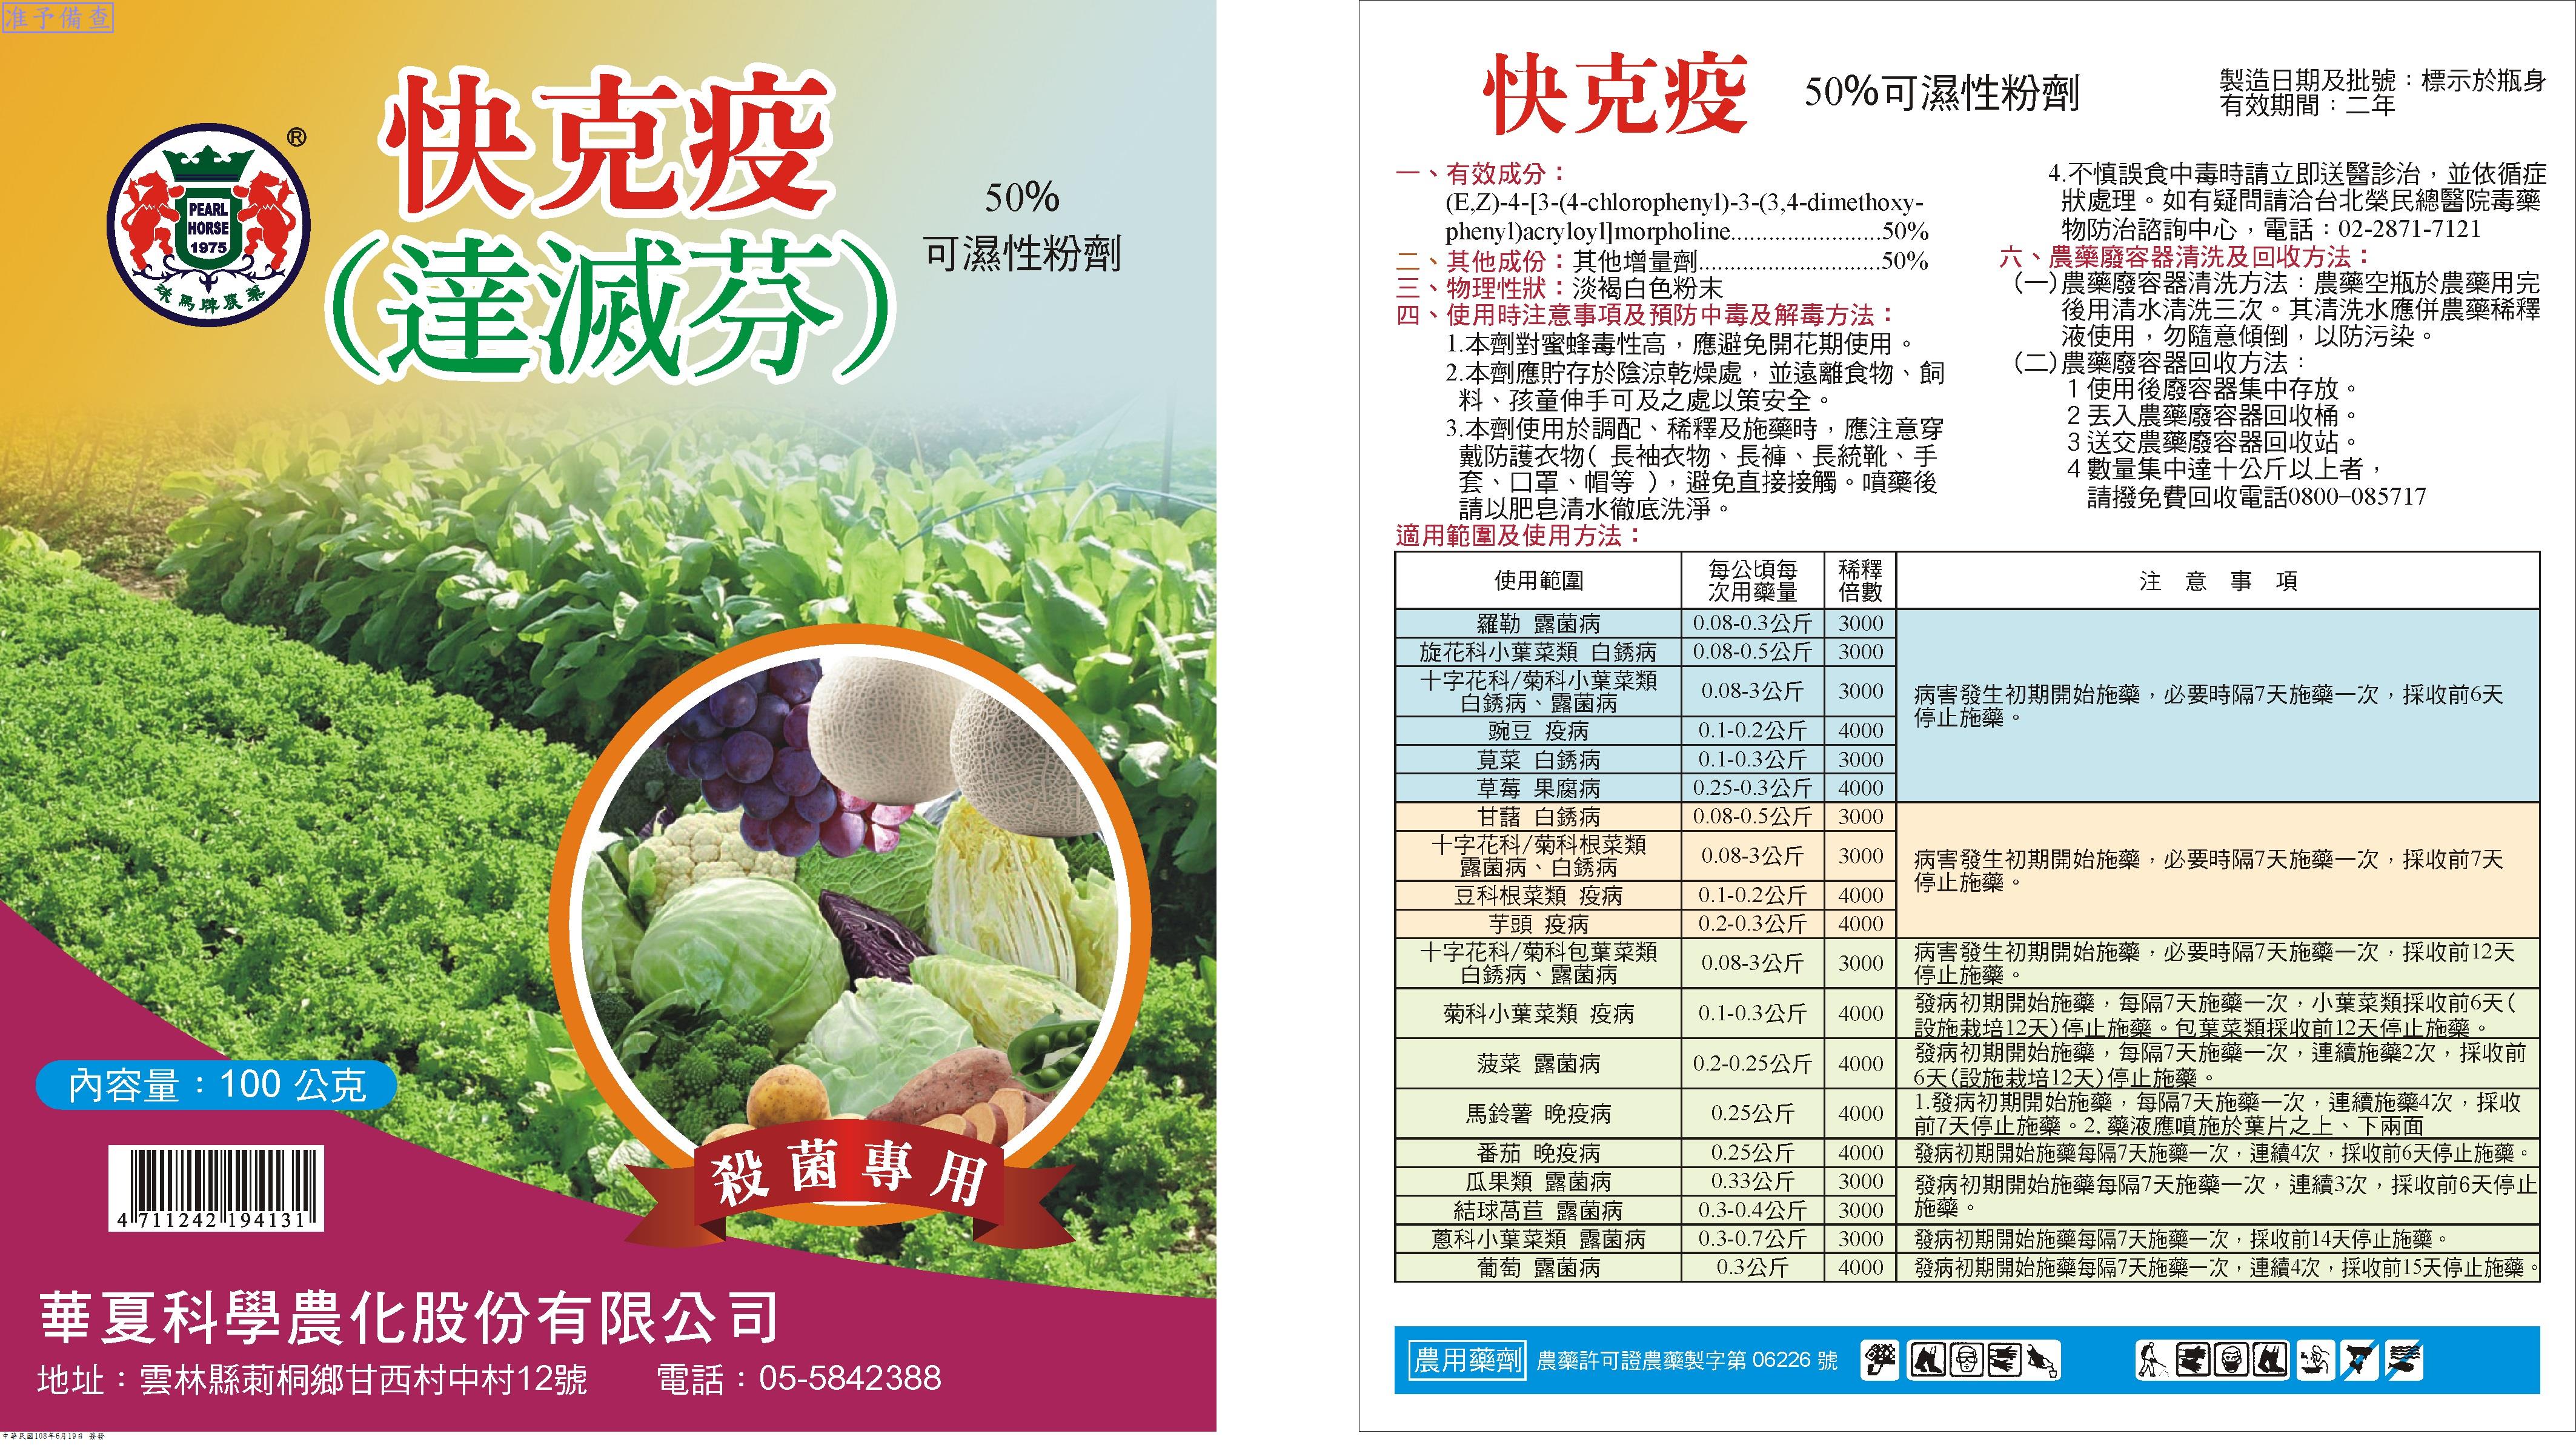 准予備查
快克疫
(達滅芬)
50%
可濕性粉劑
®
PEARL
HORSE
1975
珠馬牌農藥
殺菌專用
內容量：100 公克
4 711242 194131
華夏科學農化股份有限公司
地址：雲林縣莿桐鄉甘西村中村12號 電話：05-5842388
中華民國108年6月19日 簽發
快克疫 50%可濕性粉劑
製造日期及批號：標示於瓶身
有效期間：二年
一、有效成分：
(E,Z)-4-[3-(4-chlorophenyl)-3-(3,4-dimethoxy-
phenyl)acryloyl]morpholine........................50%
二、其他成份：其他增量劑.............................50%
三、物理性狀：淡褐白色粉末
四、使用時注意事項及預防中毒及解毒方法：
1.本劑對蜜蜂毒性高，應避免開花期使用。
2.本劑應貯存於陰涼乾燥處，並遠離食物、飼
料、孩童伸手可及之處以策安全。
3.本劑使用於調配、稀釋及施藥時，應注意穿
戴防護衣物( 長袖衣物、長褲、長統靴、手
套、口罩、帽等 )，避免直接接觸。噴藥後
請以肥皂清水徹底洗淨。
4.不慎誤食中毒時請立即送醫診治，並依循症
狀處理。如有疑問請洽台北榮民總醫院毒藥
物防治諮詢中心，電話：02-2871-7121
六、農藥廢容器清洗及回收方法：
(一)農藥廢容器清洗方法：農藥空瓶於農藥用完
後用清水清洗三次。其清洗水應併農藥稀釋
液使用，勿隨意傾倒，以防污染。
(二)農藥廢容器回收方法：
1 使用後廢容器集中存放。
2 丟入農藥廢容器回收桶。
3 送交農藥廢容器回收站。
4 數量集中達十公斤以上者，
請撥免費回收電話0800-085717
適用範圍及使用方法：
使用範圍 每公頃每 稀釋 注 意 事 項
次用藥量 倍數
羅勒 露菌病 0.08-0.3公斤 3000
旋花科小葉菜類 白銹病 0.08-0.5公斤 3000
十字花科/菊科小葉菜類
白銹病、露菌病 0.08-3公斤 3000
豌豆 疫病 0.1-0.2公斤 4000
莧菜 白銹病 0.1-0.3公斤 3000
草莓 果腐病 0.25-0.3公斤 4000
病害發生初期開始施藥，必要時隔7天施藥一次，採收前6天
停止施藥。
甘藷 白銹病 0.08-0.5公斤 3000
十字花科/菊科根菜類
露菌病、白銹病 0.08-3公斤 3000
豆科根菜類 疫病 0.1-0.2公斤 4000
芋頭 疫病 0.2-0.3公斤 4000
病害發生初期開始施藥，必要時隔7天施藥一次，採收前7天
停止施藥。
十字花科/菊科包葉菜類
白銹病、露菌病 0.08-3公斤 3000
病害發生初期開始施藥，必要時隔7天施藥一次，採收前12天
停止施藥。
菊科小葉菜類 疫病 0.1-0.3公斤 4000
發病初期開始施藥，每隔7天施藥一次，小葉菜類採收前6天(
設施栽培12天)停止施藥。包葉菜類採收前12天停止施藥。
菠菜 露菌病 0.2-0.25公斤 4000
發病初期開始施藥，每隔7天施藥一次，連續施藥2次，採收前
6天(設施栽培12天)停止施藥。
馬鈴薯 晚疫病 0.25公斤 4000
1.發病初期開始施藥，每隔7天施藥一次，連續施藥4次，採收
前7天停止施藥。2. 藥液應噴施於葉片之上、下兩面
番茄 晚疫病 0.25公斤 4000 發病初期開始施藥每隔7天施藥一次，連續4次，採收前6天停止施藥。
瓜果類 露菌病 0.33公斤 3000
結球萵苣 露菌病 0.3-0.4公斤 3000
發病初期開始施藥每隔7天施藥一次，連續3次，採收前6天停止
施藥。
蔥科小葉菜類 露菌病 0.3-0.7公斤 3000 發病初期開始施藥每隔7天施藥一次，採收前14天停止施藥。
葡萄 露菌病 0.3公斤 4000 發病初期開始施藥每隔7天施藥一次，連續4次，採收前15天停止施藥。
農用藥劑 農藥許可證農藥製字第 06226 號